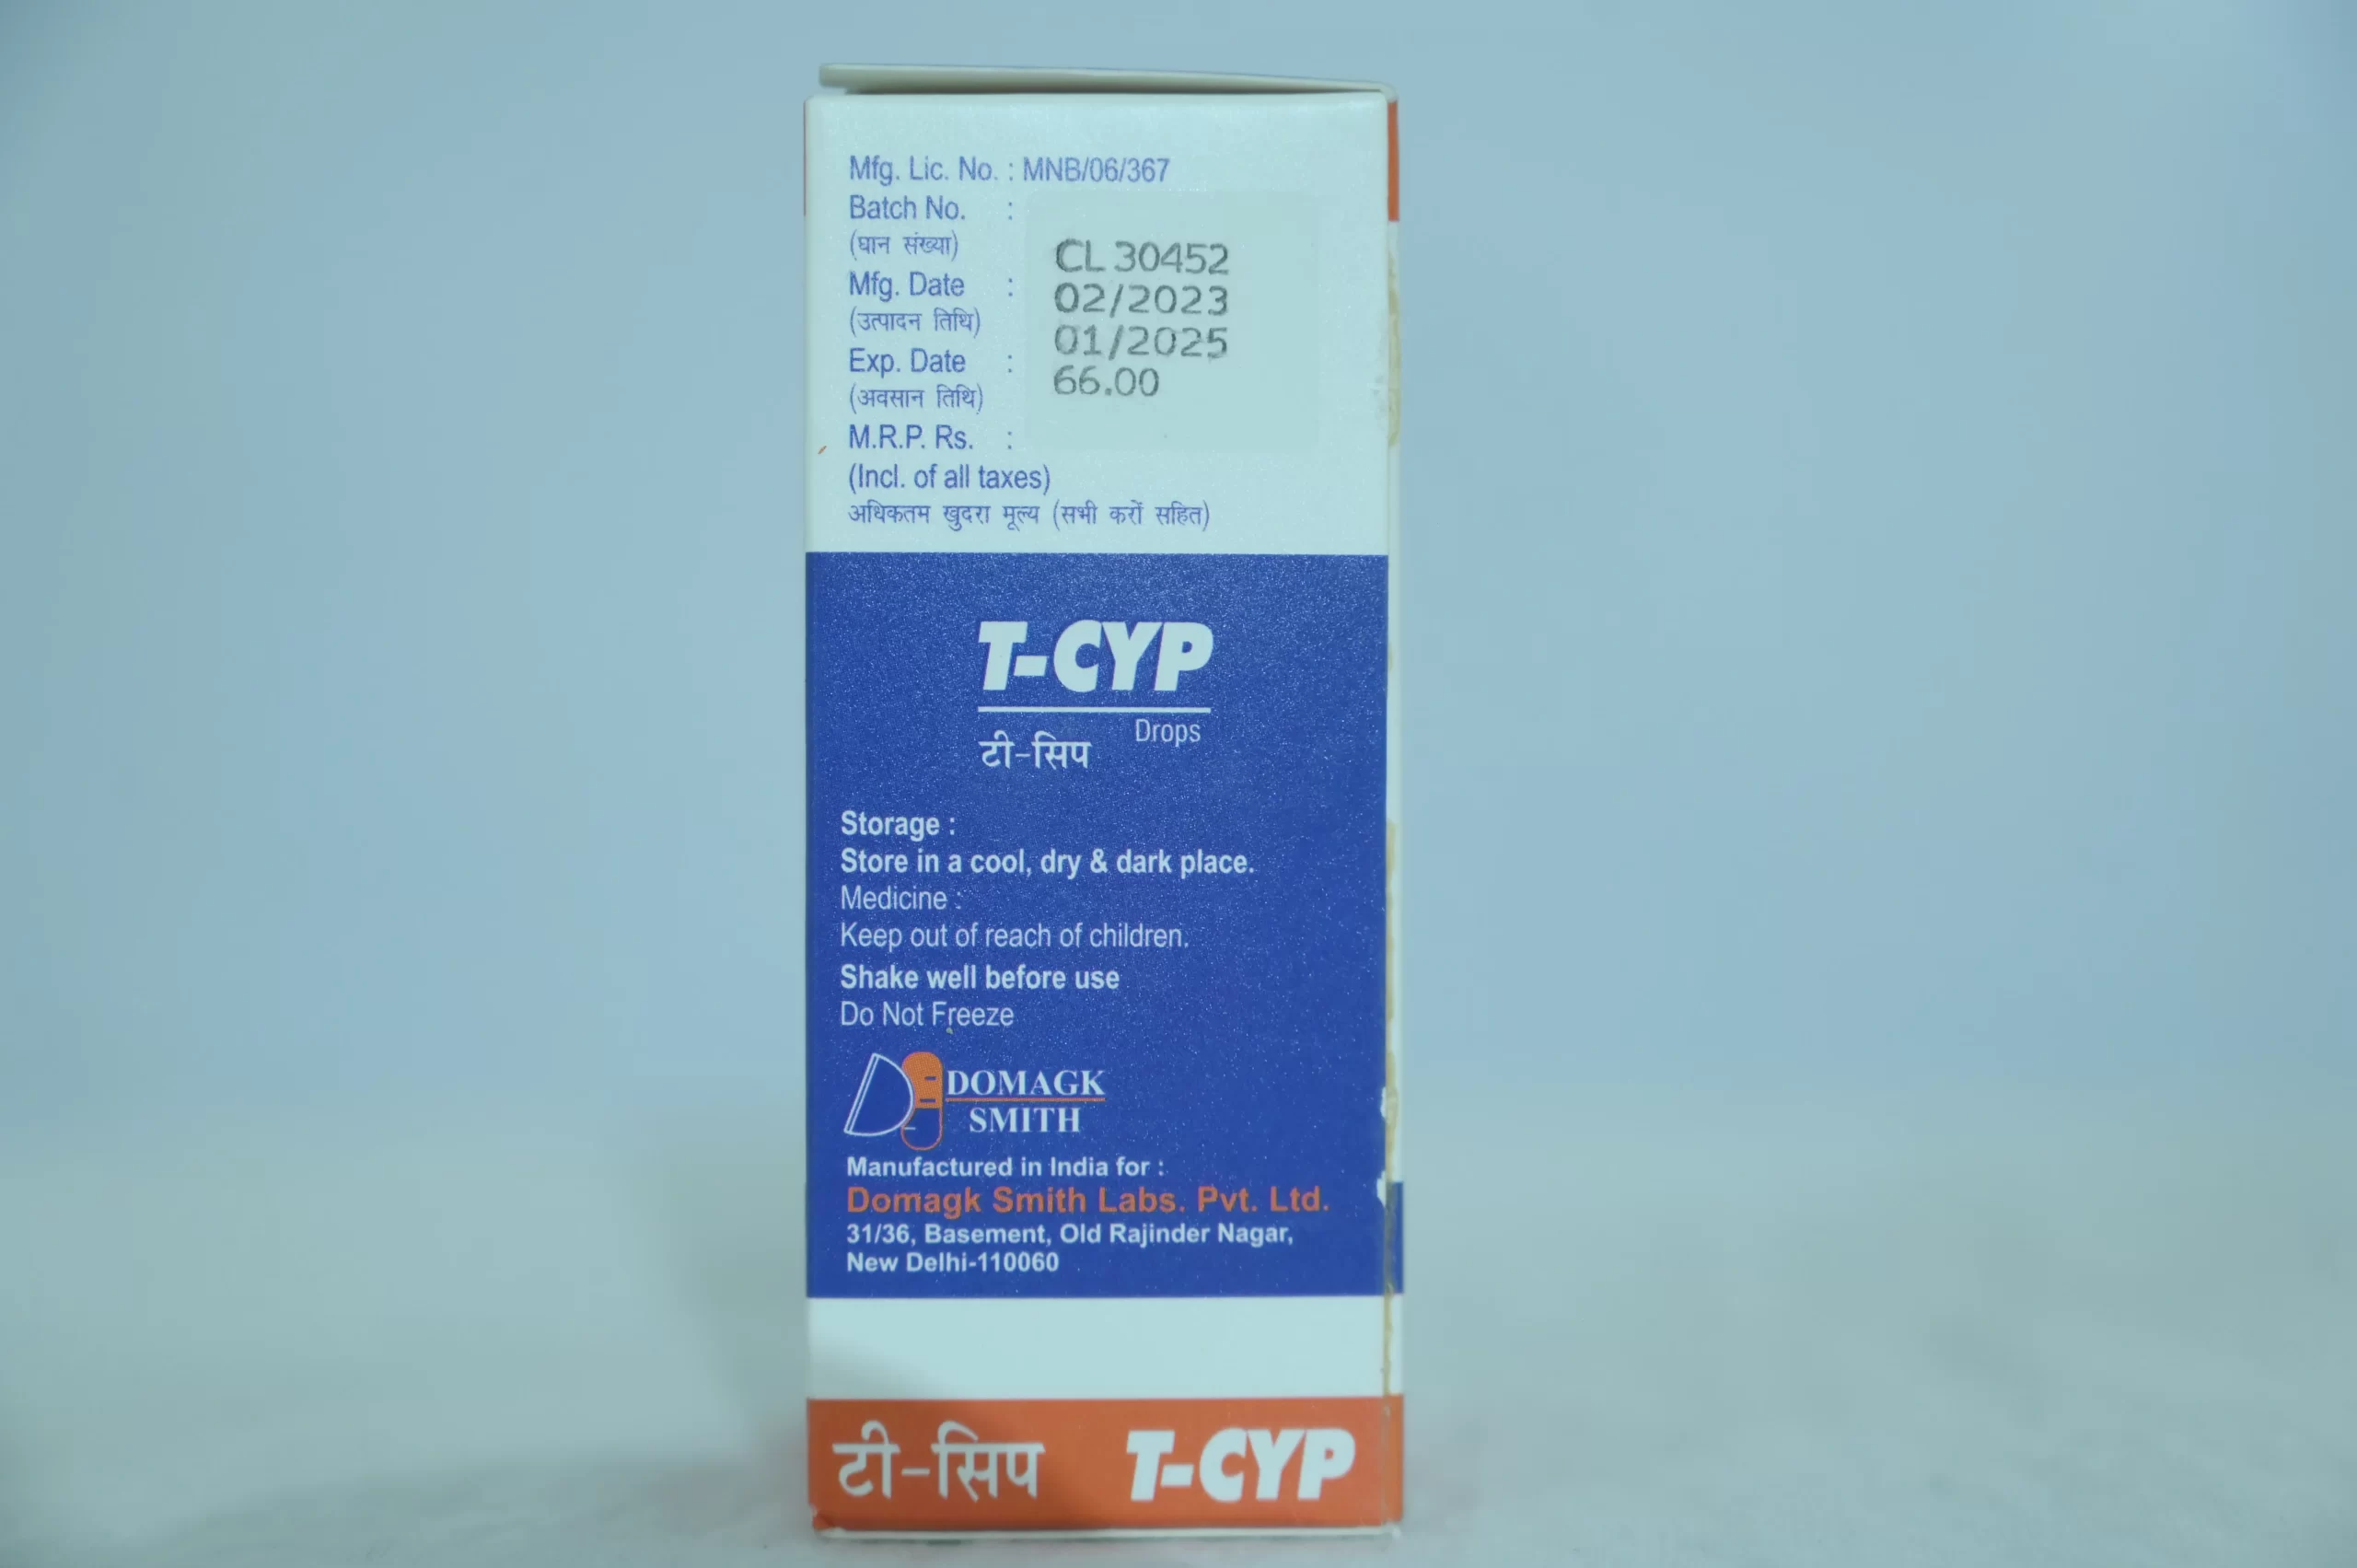 Mfg. Lic. No. : MNB/06/367
Batch No. :
(घान संख्या)
CL 30452
Mfg. Date :
02/2023
(उत्पादन तिथि)
01/2025
Exp. Date :
66.00
(अवसान तिथि)
M.R.P. Rs. :
(Incl. of all taxes)
अधिकतम खुदरा मूल्य (सभी करों सहित)
T-CYP
Drops
टी-सिप
Storage :
Store in a cool, dry & dark place.
Medicine :
Keep out of reach of children.
Shake well before use
Do Not Freeze
DOMAGK
SMITH
Manufactured in India for :
Domagk Smith Labs. Pvt. Ltd.
31/36, Basement, Old Rajinder Nagar,
New Delhi-110060
टी-सिप T-CYP